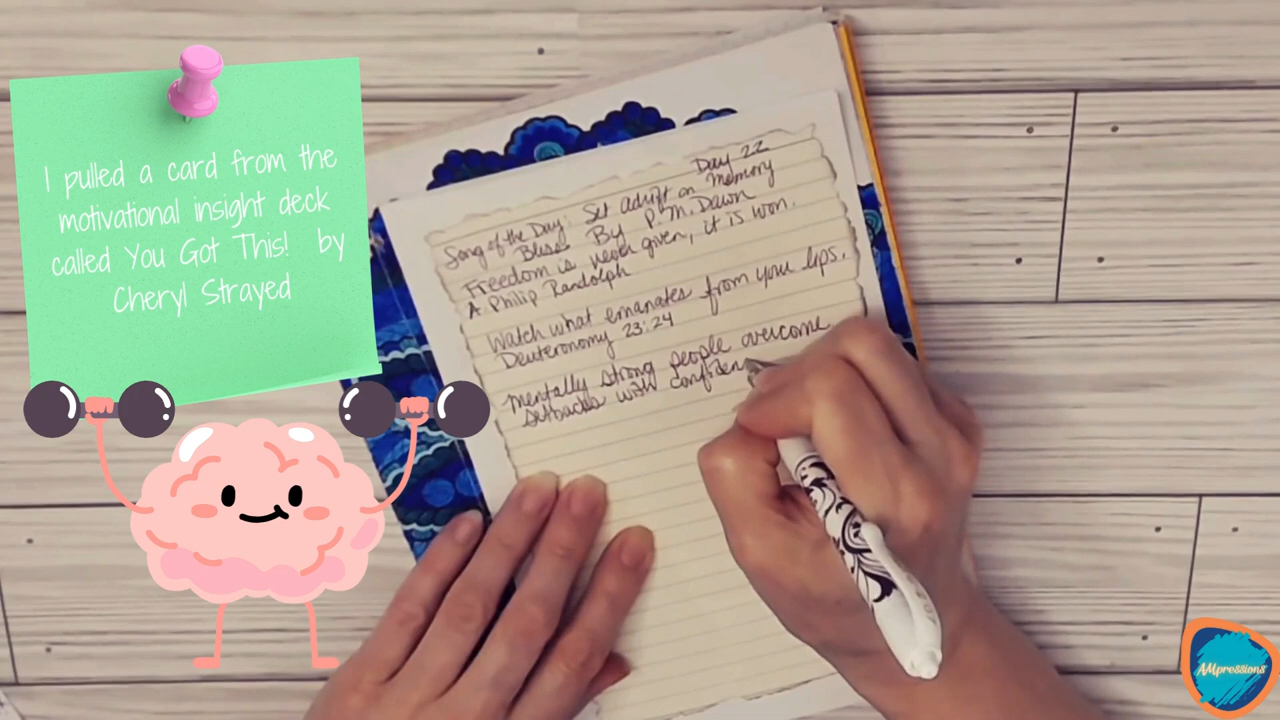 I pulled a card from the
motivational insight deck
called You Got This! by
Cheryl Strayed
Day 22
Song of the Day: Set adrift on Memory
Bliss By P.M. Dawn
Freedom is never given, it is won.
A Philip Randolph
Watch what emanates from your lips.
Deuteronomy 23:24
Mentally strong people overcome
setbacks with confiden
AMpressions